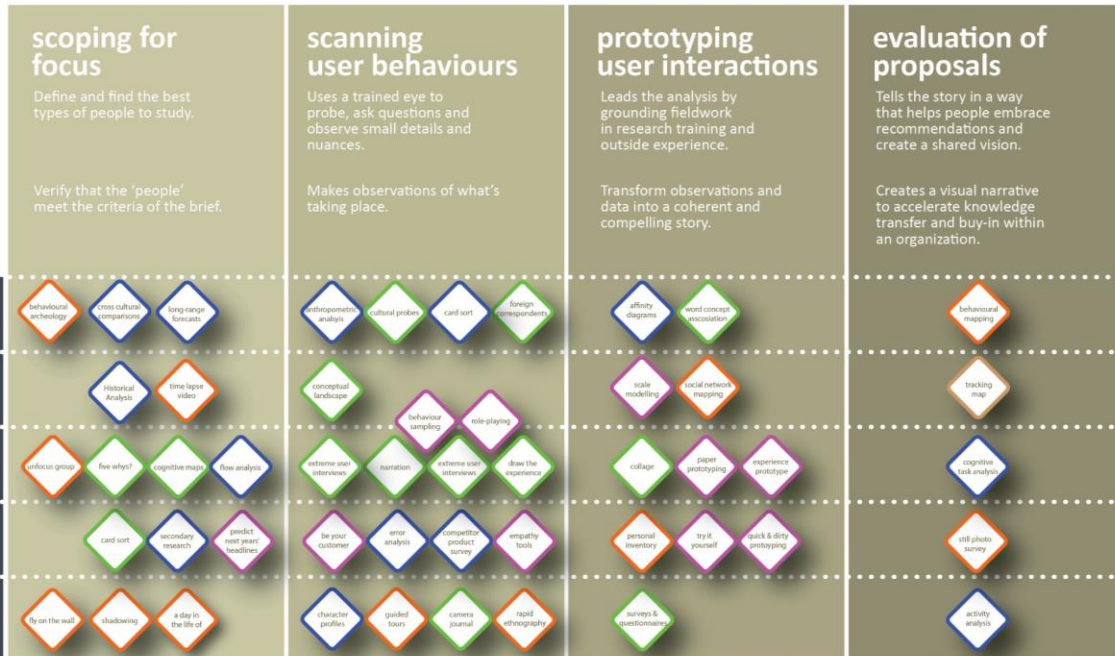 scoping for
focus
Define and find the best
types of people to study.
Verify that the ‘people’
meet the criteria of the brief.
scanning
user behaviours
Uses a trained eye to
probe, ask questions and
observe small details and
nuances.
Makes observations of what’s
taking place.
prototyping
user interactions
Leads the analysis by
grounding fieldwork
in research training and
outside experience.
Transform observations and
data into a coherent and
compelling story.
evaluation of
proposals
Tells the story in a way
that helps people embrace
recommendations and
create a shared vision.
Creates a visual narrative
to accelerate knowledge
transfer and buy-in within
an organization.
behavioural
archeology
cross cultural
comparisons
long-range
forecasts
anthropometric
analyis
cultural probes
card sort
foreign
correspondents
affinity
diagrams
word concept
asscosiation
behavioural
mapping
Historical
Analysis
time lapse
video
conceptual
landscape
behaviour
sampling
role-playing
scale
modelling
social network
mapping
tracking
map
unfocus group
five whys?
cognitive maps
flow analysis
extreme user
interviews
narration
extreme user
interviews
draw the
experience
collage
paper
prototyping
experience
prototype
cognitive
task analysis
card sort
secondary
research
predict
next years'
headlines
be your
customer
error
analysis
competitor
product
survey
empathy
tools
personal
inventory
try it
yourself
quick & dirty
protoyping
still photo
survey
fly on the wall
shadowing
a day in
the life of
character
profiles
guided
tours
camera
journal
rapid
ethnography
surveys &
questionnaires
activity
analysis